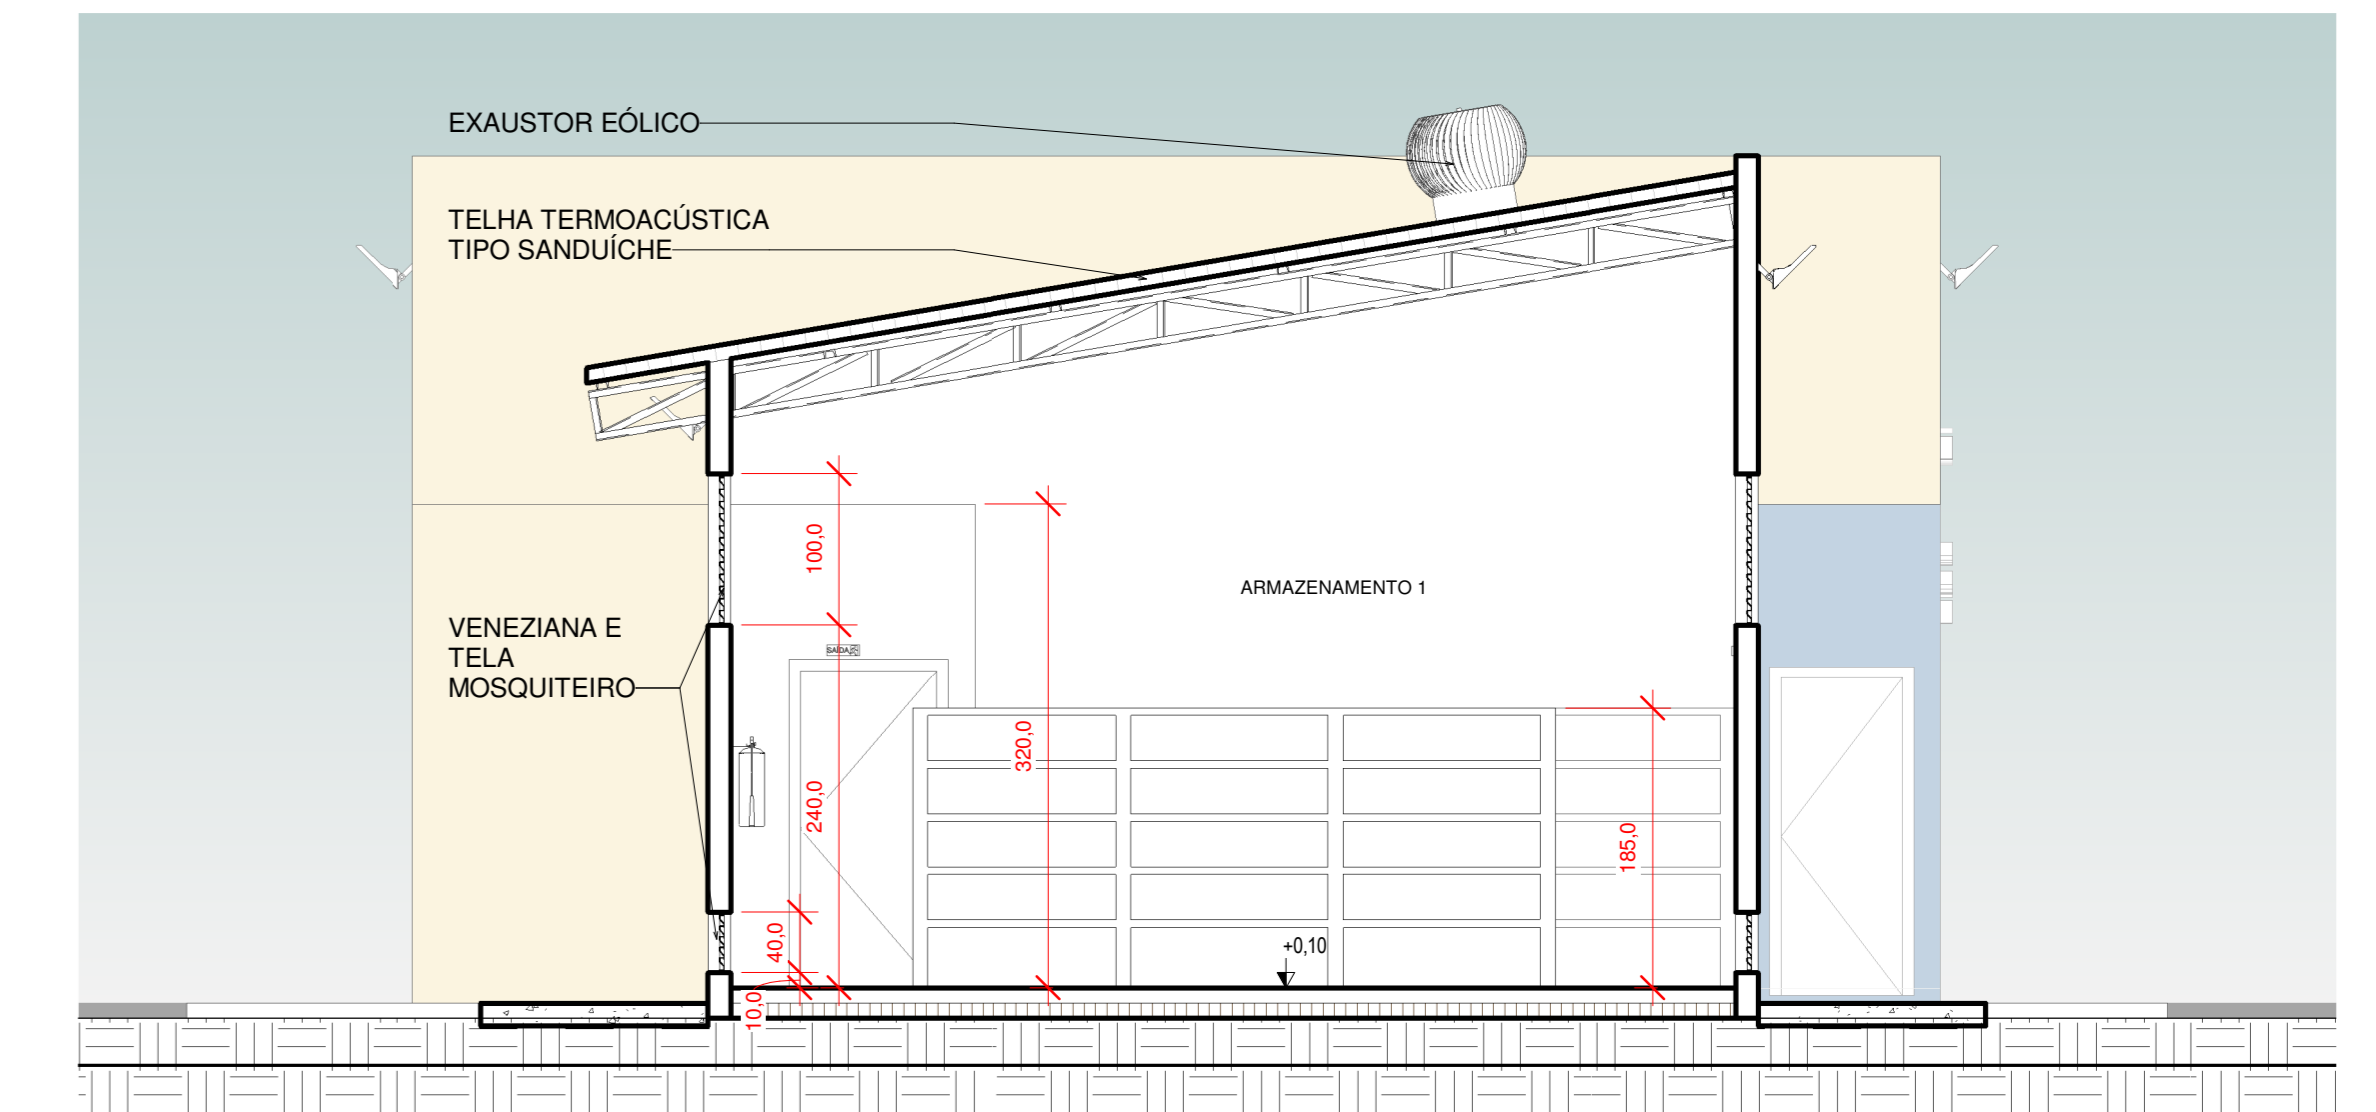 EXAUSTOR EÓLICO
TELHA TERMOACÚSTICA
TIPO SANDUÍCHE
100,0
ARMAZENAMENTO 1
VENEZIANA E
TELA
MOSQUITEIRO
SAÍDA
320,0
240,0
185,0
40,0
+0,10
10,0